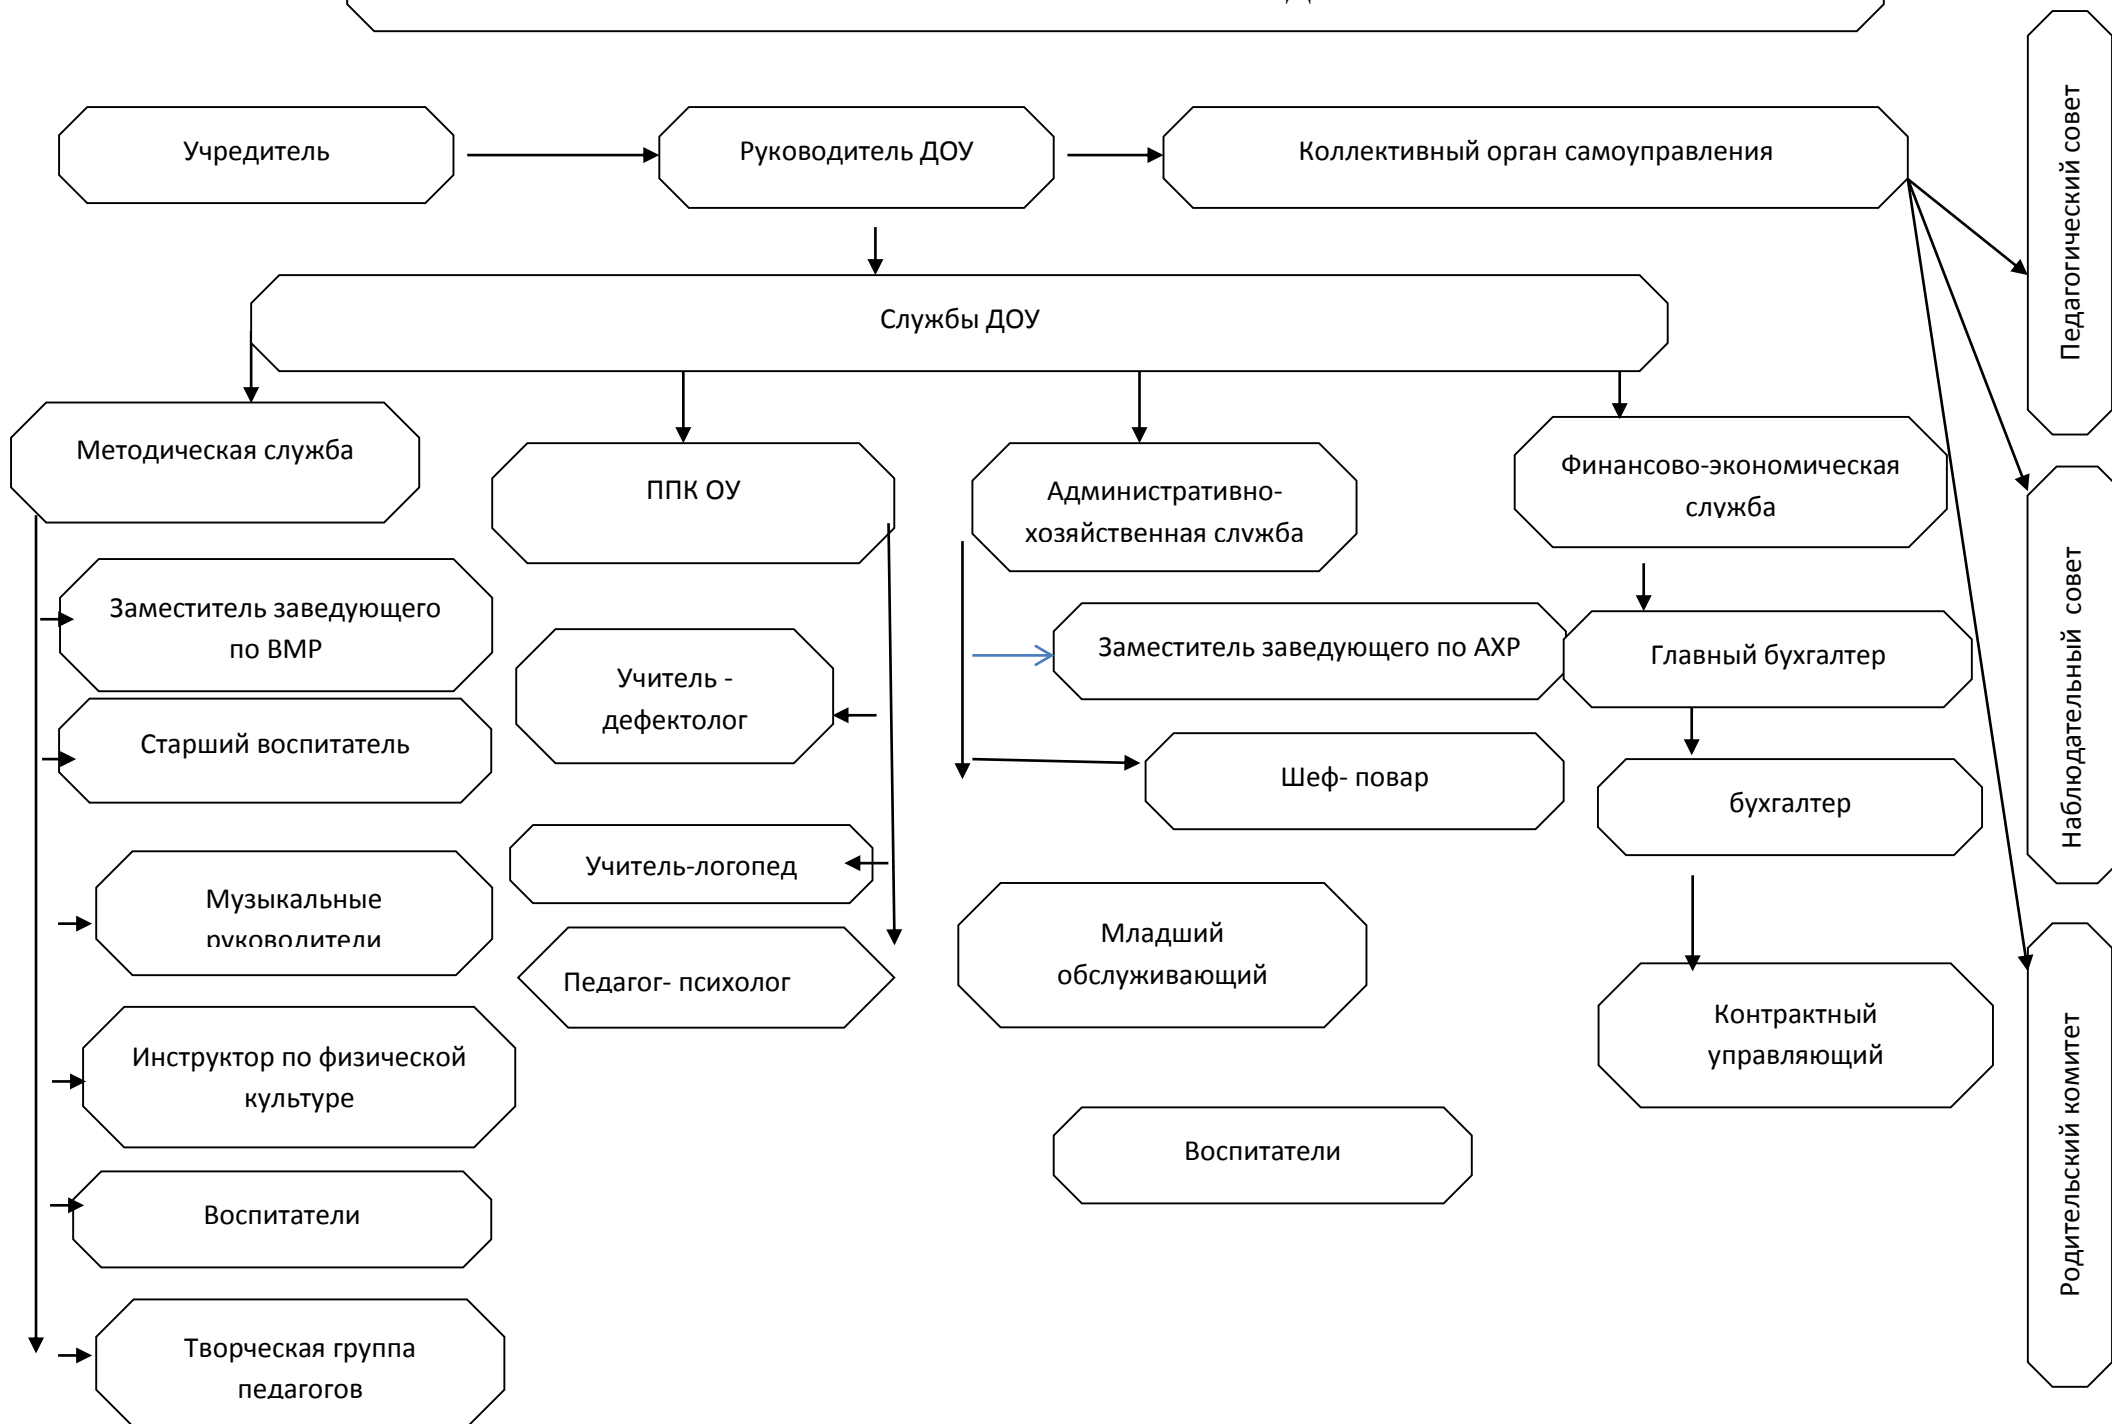 Учредитель
Руководитель ДОУ
Коллективный орган самоуправления
Педагогический совет
Службы ДОУ
Методическая служба
ППК ОУ
Административно-
хозяйственная служба
Финансово-экономическая
служба
Наблюдательный совет
Заместитель заведующего
по ВМР
Учитель -
дефектолог
Заместитель заведующего по АХР
Главный бухгалтер
Старший воспитатель
Шеф- повар
бухгалтер
Учитель-логопед
Музыкальные
руководители
Педагог- психолог
Младший
обслуживающий
Контрактный
управляющий
Родительский комитет
Инструктор по физической
культуре
Воспитатели
Воспитатели
Творческая группа
педагогов